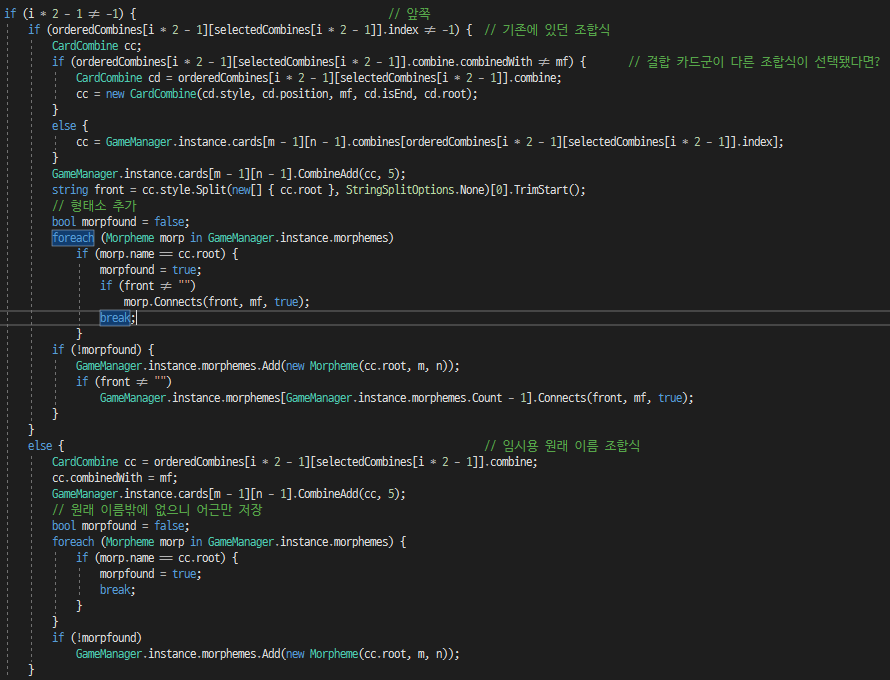 if (i * 2 - 1 ≠ -1) { // 앞쪽
if (orderedCombines[i * 2 - 1][selectedCombines[i * 2 - 1]].index ≠ -1) { // 기존에 있던 조합식
CardCombine cc;
if (orderedCombines[i * 2 - 1][selectedCombines[i * 2 - 1]].combine.combinedWith ≠ mf) { // 결합 카드군이 다른 조합식이 선택됐다면?
CardCombine cd = orderedCombines[i * 2 - 1][selectedCombines[i * 2 - 1]].combine;
cc = new CardCombine(cd.style, cd.position, mf, cd.isEnd, cd.root);
}
else {
cc = GameManager.instance.cards[m - 1][n - 1].combines[orderedCombines[i * 2 - 1][selectedCombines[i * 2 - 1]].index];
}
GameManager.instance.cards[m - 1][n - 1].CombineAdd(cc, 5);
string front = cc.style.Split(new[] { cc.root }, StringSplitOptions.None)[0].TrimStart();
// 형태소 추가
bool morpfound = false;
foreach (Morpheme morp in GameManager.instance.morphemes)
if (morp.name == cc.root) {
morpfound = true;
if (front ≠ "")
morp.Connects(front, mf, true);
break;
}
if (!morpfound) {
GameManager.instance.morphemes.Add(new Morpheme(cc.root, m, n));
if (front ≠ "")
GameManager.instance.morphemes[GameManager.instance.morphemes.Count - 1].Connects(front, mf, true);
}
}
else { // 임시용 원래 이름 조합식
CardCombine cc = orderedCombines[i * 2 - 1][selectedCombines[i * 2 - 1]].combine;
cc.combinedWith = mf;
GameManager.instance.cards[m - 1][n - 1].CombineAdd(cc, 5);
// 원래 이름밖에 없으니 어근만 저장
bool morpfound = false;
foreach (Morpheme morp in GameManager.instance.morphemes) {
if (morp.name == cc.root) {
morpfound = true;
break;
}
}
if (!morpfound)
GameManager.instance.morphemes.Add(new Morpheme(cc.root, m, n));
}